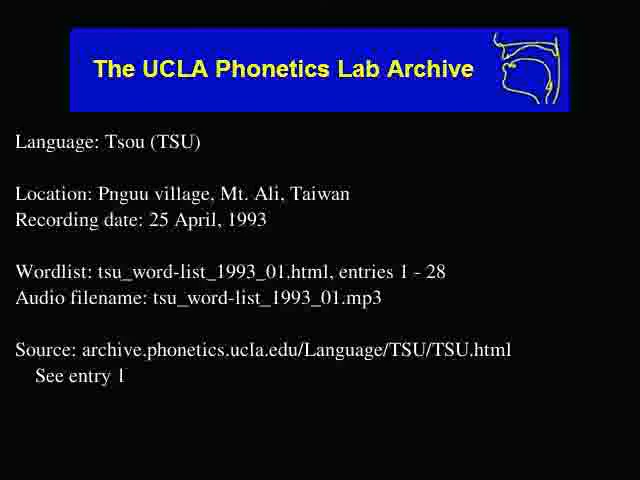 The UCLA Phonetics Lab Archive
Language: Tsou (TSU)
Location: Pnguu village, Mt. Ali, Taiwan
Recording date: 25 April, 1993
Wordlist: tsu_word-list_1993_01.html, entries 1 - 28
Audio filename: tsu_word-list_1993_01.mp3
Source: archive.phonetics.ucla.edu/Language/TSU/TSU.html
See entry 1